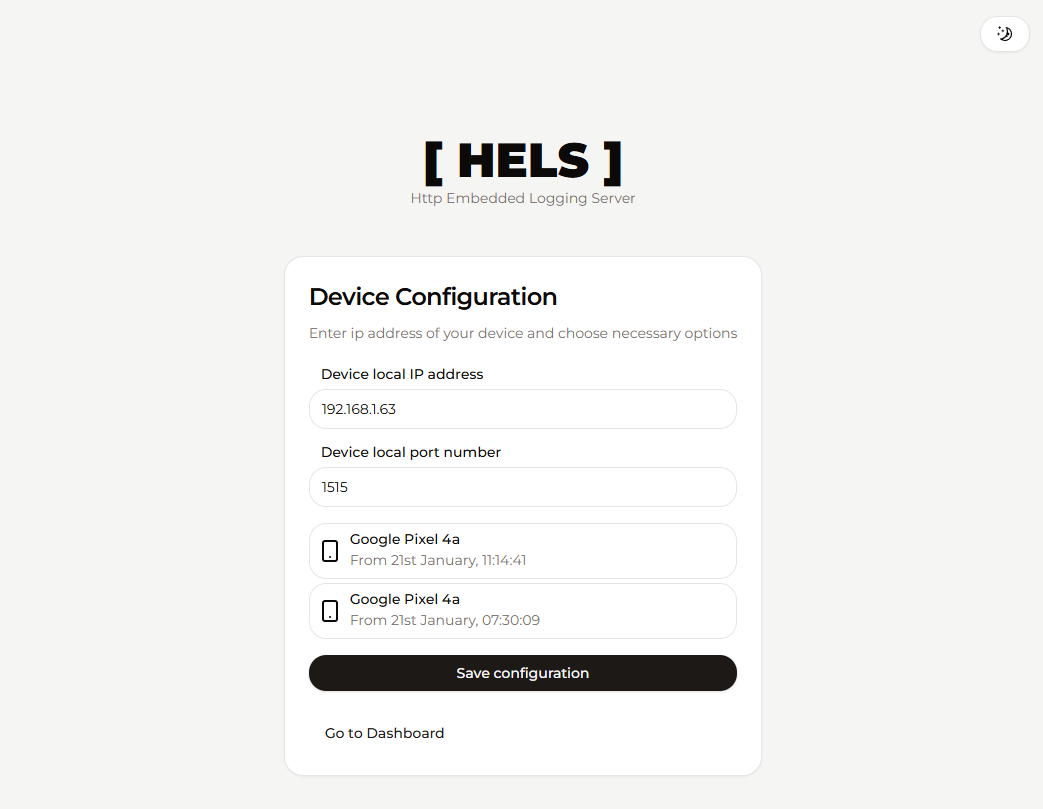 [ HELS ]
Http Embedded Logging Server
Device Configuration
Enter ip address of your device and choose necessary options
Device local IP address
192.168.1.63
Device local port number
1515
Google Pixel 4a
From 21st January, 11:14:41
Google Pixel 4a
From 21st January, 07:30:09
Save configuration
Go to Dashboard